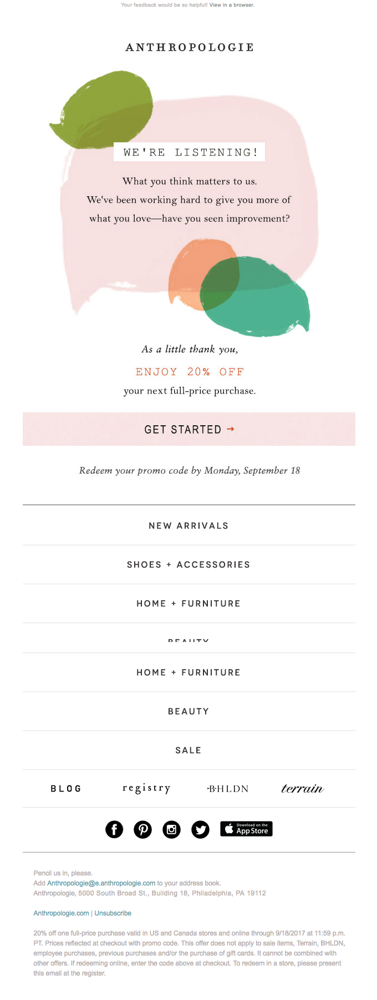 Your feedback would be so helpful! View in a browser.
ANTHROPOLOGIE
WE'RE LISTENING!
What you think matters to us.
We've been working hard to give you more of
what you love—have you seen improvement?
As a little thank you,
ENJOY 20% OFF
your next full-price purchase.
GET STARTED →
Redeem your promo code by Monday, September 18
NEW ARRIVALS
SHOES + ACCESSORIES
HOME + FURNITURE
BEAUTY
HOME + FURNITURE
BEAUTY
SALE
BLOG registry BHLDN terrain
Download on the
App Store
Pencil us in, please.
Add Anthropologie@e.anthropologie.com to your address book.
Anthropologie, 5000 South Broad St., Building 18, Philadelphia, PA 19112
Anthropologie.com | Unsubscribe
20% off one full-price purchase valid in US and Canada stores and online through 9/18/2017 at 11:59 p.m.
PT. Prices reflected at checkout with promo code. This offer does not apply to sale items, Terrain, BHLDN,
employee purchases, previous purchases and/or the purchase of gift cards. It cannot be combined with
other offers. If redeeming online, enter the code above at checkout. To redeem in a store, please present
this email at the register.